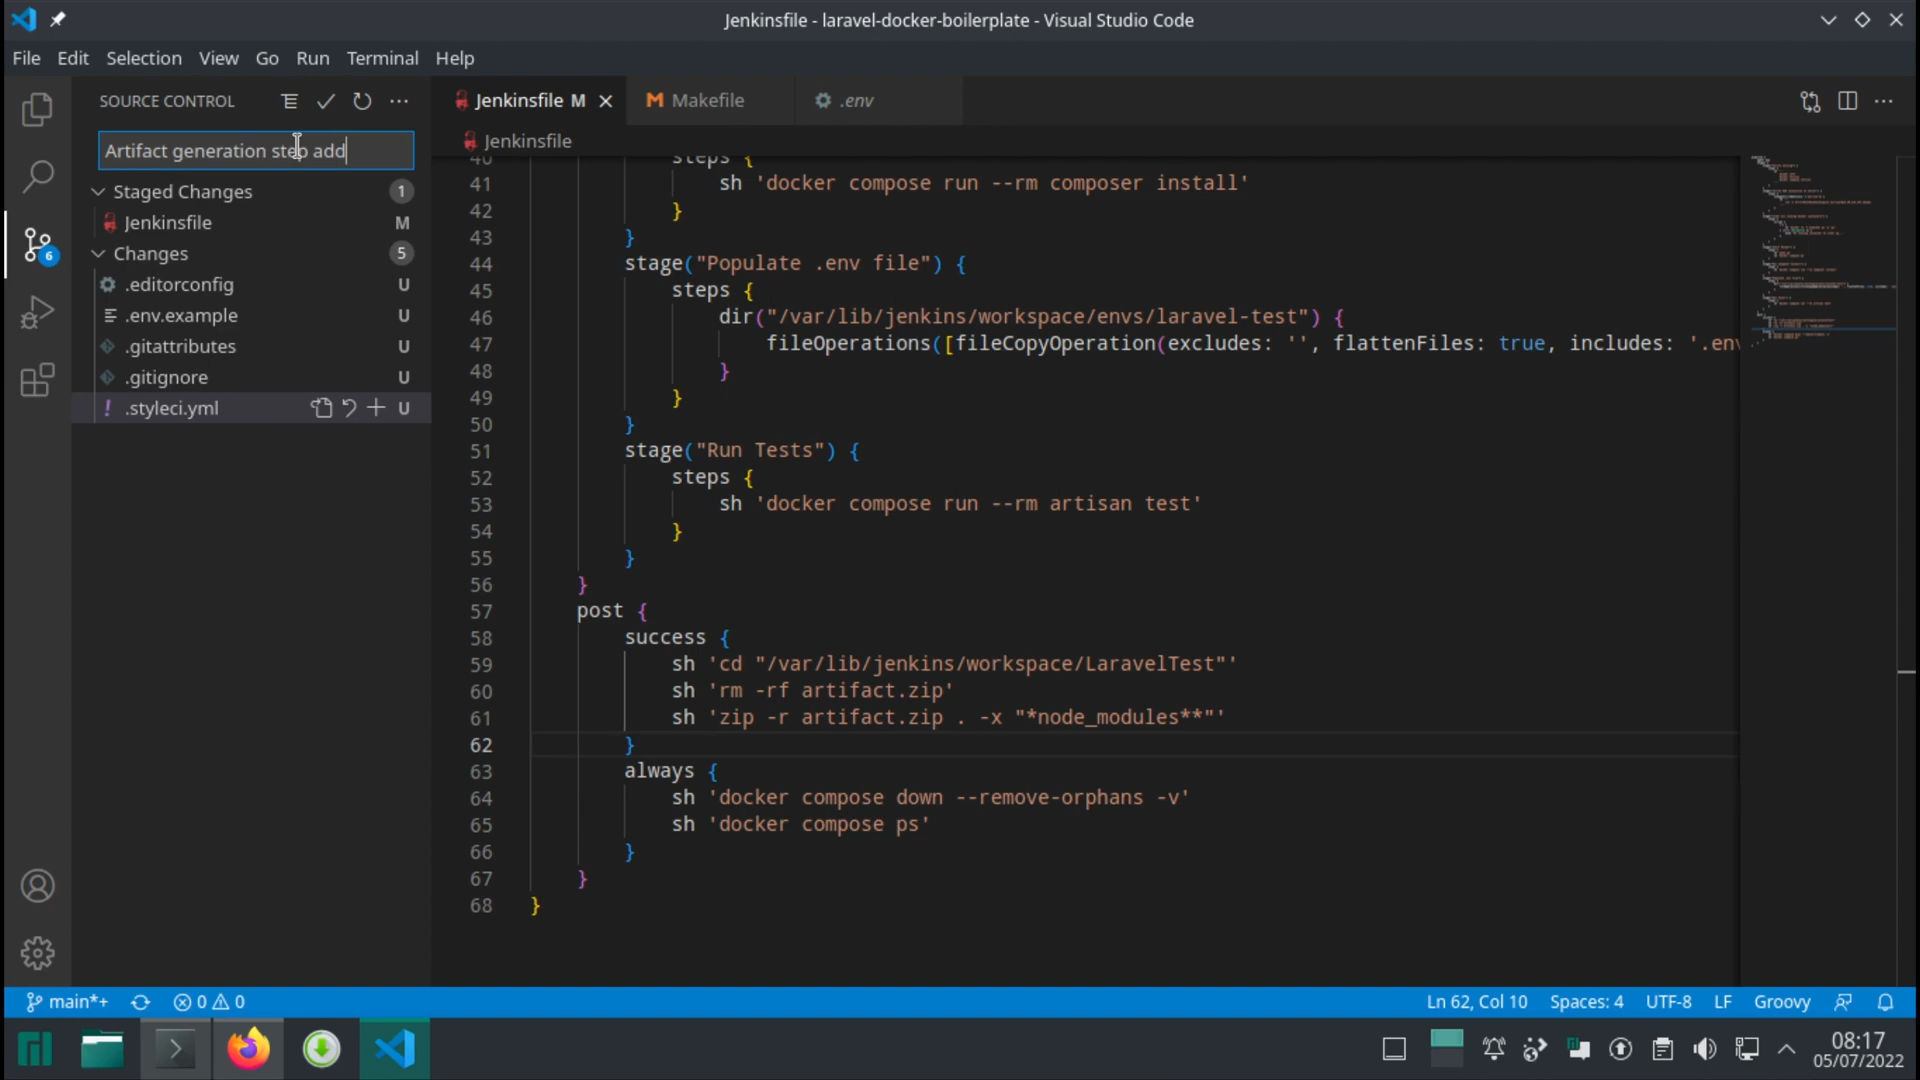 Jenkinsfile - laravel-docker-boilerplate - Visual Studio Code
File Edit Selection View Go Run Terminal Help
SOURCE CONTROL
Artifact generation step add
Staged Changes 1
Jenkinsfile M
Changes 5
.editorconfig U
.env.example U
.gitattributes U
.gitignore U
.styleci.yml U
6
Jenkinsfile M
Makefile
.env
Jenkinsfile
40 steps {
41 sh 'docker compose run --rm composer install'
42 }
43 }
44 stage("Populate .env file") {
45 steps {
46 dir("/var/lib/jenkins/workspace/envs/laravel-test") {
47 fileOperations([fileCopyOperation(excludes: '', flattenFiles: true, includes: '.env
48 }
49 }
50 }
51 stage("Run Tests") {
52 steps {
53 sh 'docker compose run --rm artisan test'
54 }
55 }
56 }
57 post {
58 success {
59 sh 'cd "/var/lib/jenkins/workspace/LaravelTest"'
60 sh 'rm -rf artifact.zip'
61 sh 'zip -r artifact.zip . -x "*node_modules**"'
62 }
63 always {
64 sh 'docker compose down --remove-orphans -v'
65 sh 'docker compose ps'
66 }
67 }
68 }
main*+ 0 0 Ln 62, Col 10 Spaces: 4 UTF-8 LF Groovy
08:17
05/07/2022